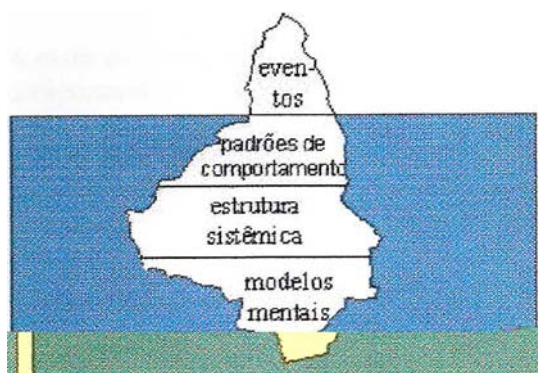 even-
tos
padrões de
comportamento
estrutura
sistêmica
modelos
mentais